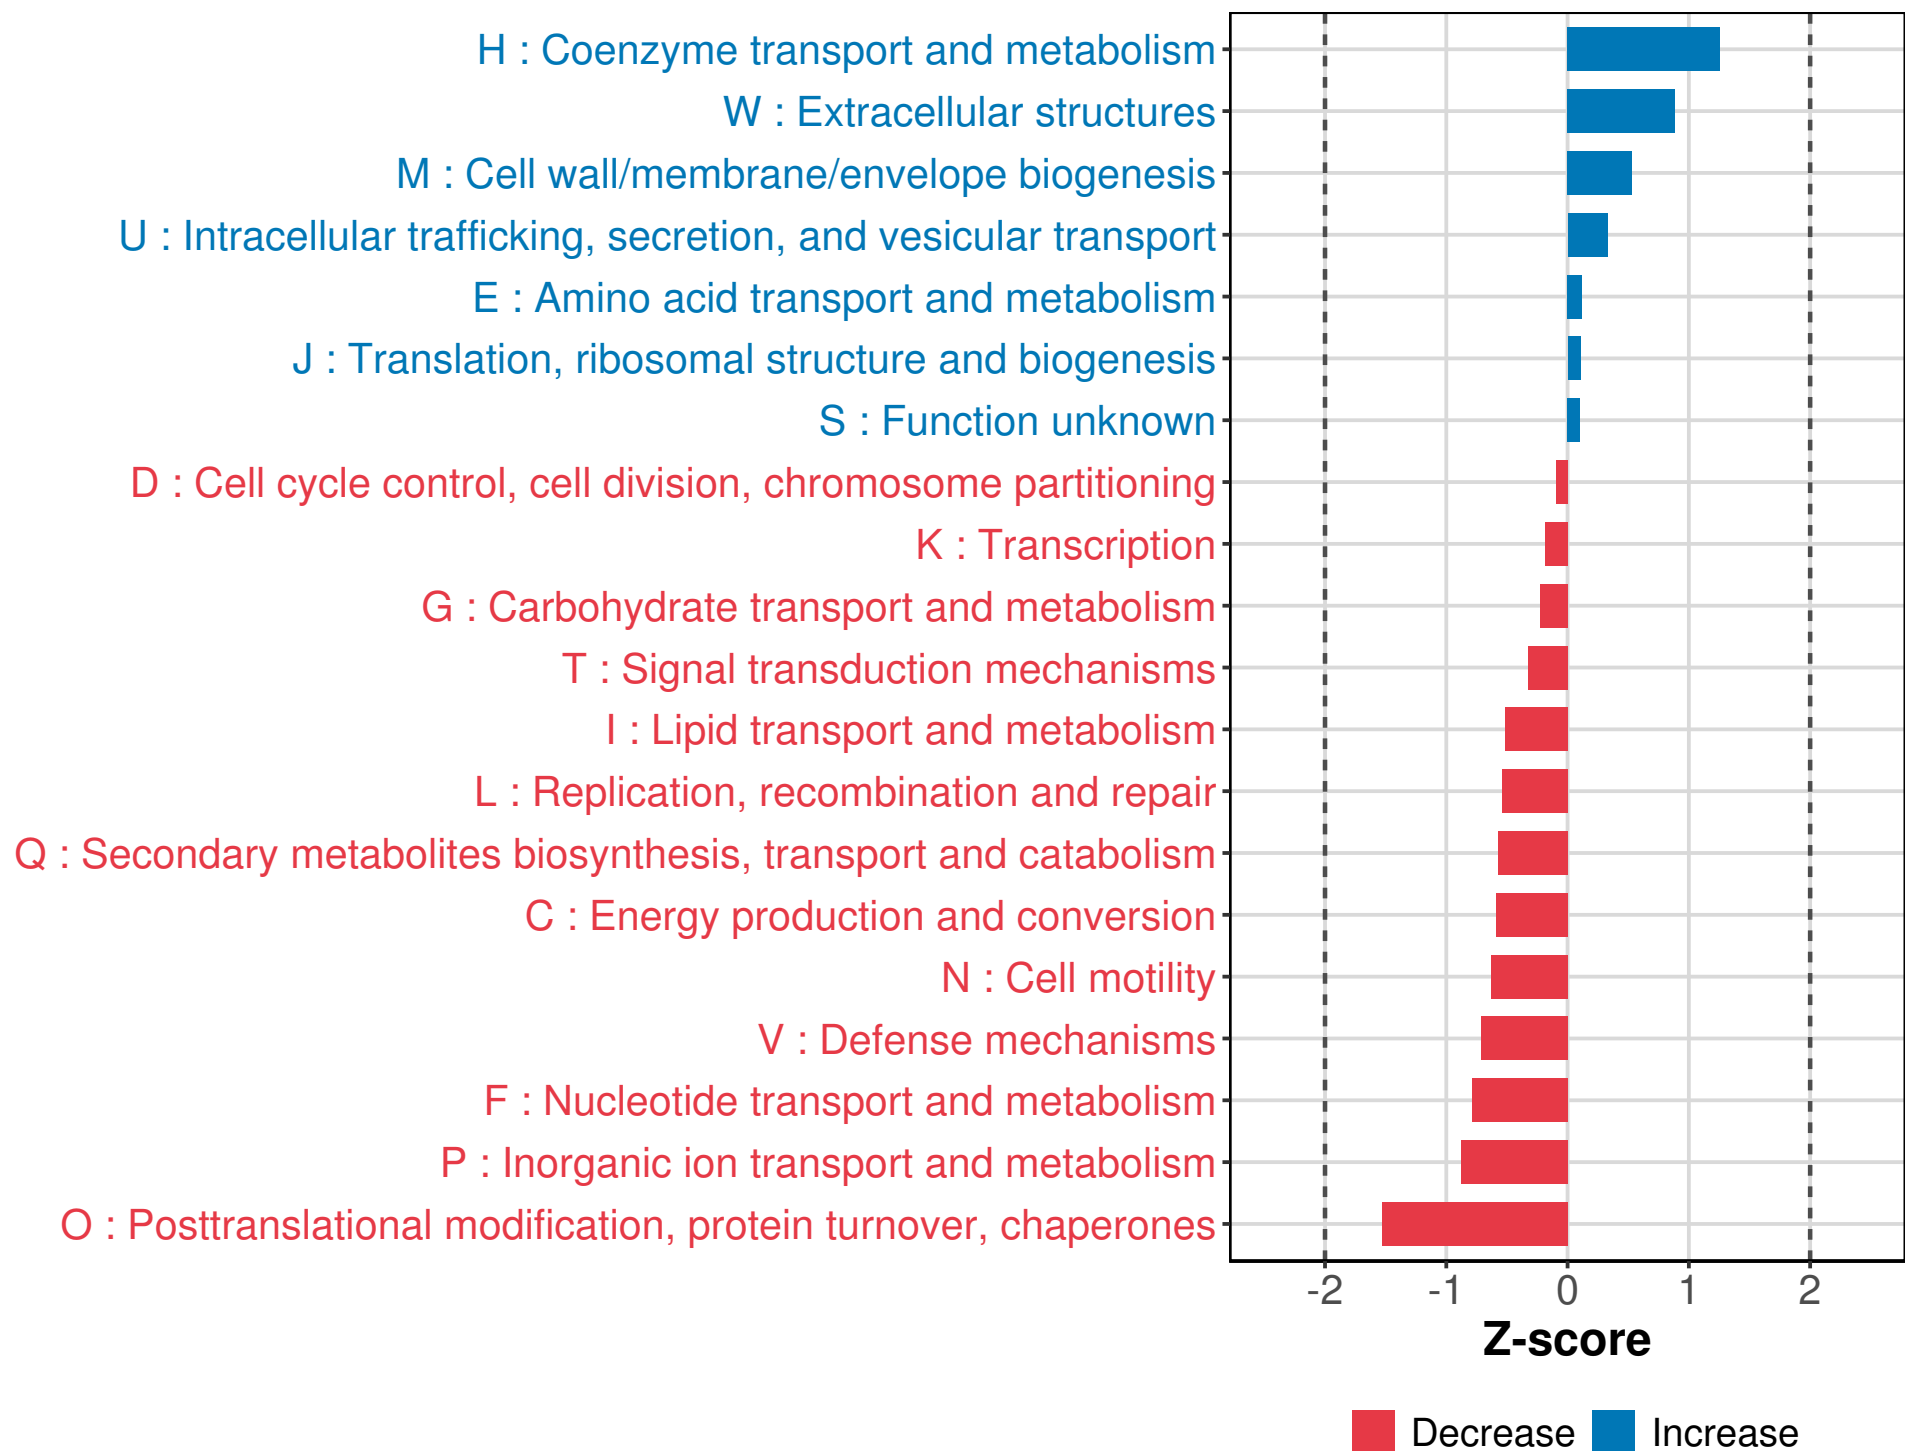 H : Coenzyme transport and metabolism
W : Extracellular structures
M : Cell wall/membrane/envelope biogenesis
U : Intracellular trafficking, secretion, and vesicular transport
E : Amino acid transport and metabolism
J : Translation, ribosomal structure and biogenesis
S : Function unknown
D : Cell cycle control, cell division, chromosome partitioning
K : Transcription
G : Carbohydrate transport and metabolism
T : Signal transduction mechanisms
I : Lipid transport and metabolism
L : Replication, recombination and repair
Q : Secondary metabolites biosynthesis, transport and catabolism
C : Energy production and conversion
N : Cell motility
V : Defense mechanisms
F : Nucleotide transport and metabolism
P : Inorganic ion transport and metabolism
O : Posttranslational modification, protein turnover, chaperones
-2 -1 0 1 2
Z-score
Decrease Increase